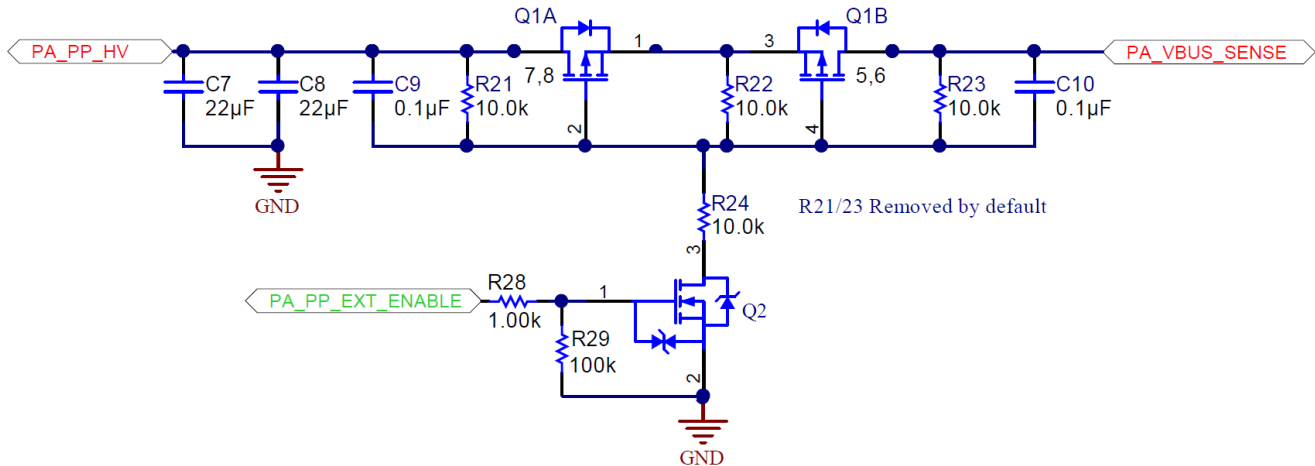 Q1A
Q1B
PA_PP_HV
1
3
PA_VBUS_SENSE
7,8
5,6
C7
22µF
C8
22µF
C9
0.1µF
R21
10.0k
2
R22
10.0k
4
R23
10.0k
C10
0.1µF
GND
R24
10.0k
R21/23 Removed by default
3
PA_PP_EXT_ENABLE
R28
1.00k
1
Q2
R29
100k
2
GND